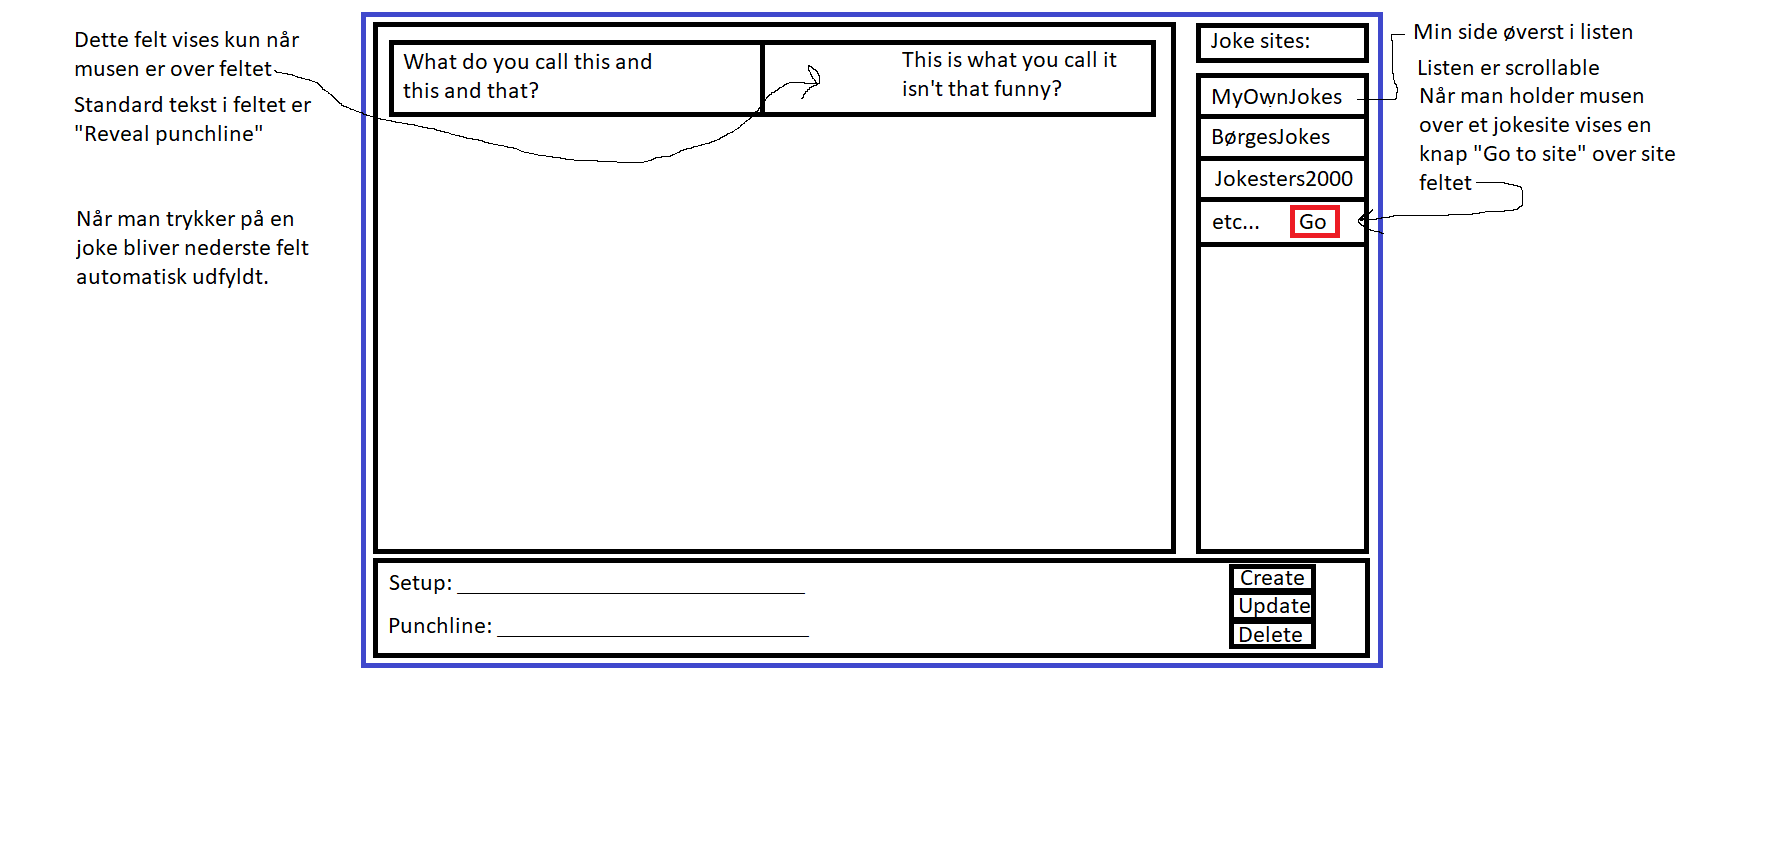 Dette felt vises kun når
musen er over feltet
Standard tekst i feltet er
"Reveal punchline"
Når man trykker på en
joke bliver nederste felt
automatisk udfyldt.
What do you call this and
this and that?
This is what you call it
isn't that funny?
Joke sites:
MyOwnJokes
BørgesJokes
Jokesters2000
etc... Go
Min side øverst i listen
Listen er scrollable
Når man holder musen
over et jokesite vises en
knap "Go to site" over site
feltet
Setup:
Punchline:
Create
Update
Delete